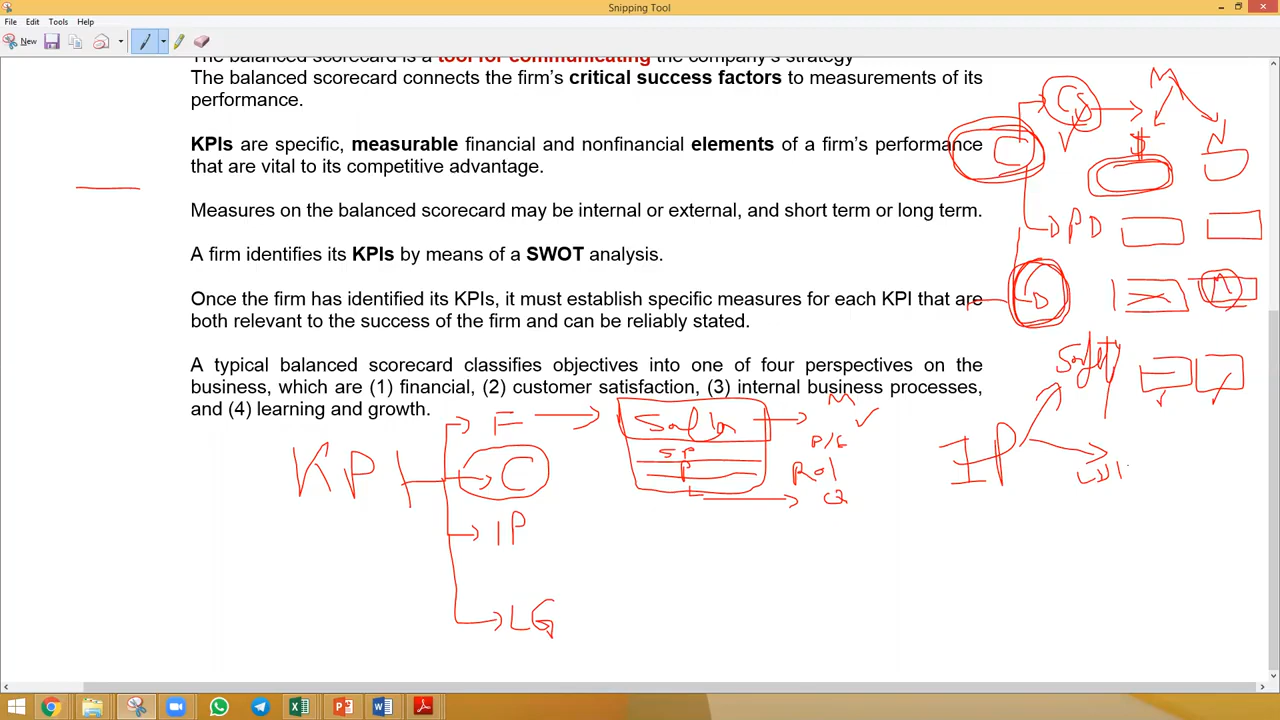 Snipping Tool
File Edit Tools Help
New
The balanced scorecard is a tool for communicating the company's strategy
The balanced scorecard connects the firm's critical success factors to measurements of its
performance.
KPIs are specific, measurable financial and nonfinancial elements of a firm's performance
that are vital to its competitive advantage.
Measures on the balanced scorecard may be internal or external, and short term or long term.
A firm identifies its KPIs by means of a SWOT analysis.
Once the firm has identified its KPIs, it must establish specific measures for each KPI that are
both relevant to the success of the firm and can be reliably stated.
A typical balanced scorecard classifies objectives into one of four perspectives on the
business, which are (1) financial, (2) customer satisfaction, (3) internal business processes,
and (4) learning and growth.
M
CS
$ N
C
D P D
D M
Safety
F M
SP
P
L
P/E
RoI
Q
KPI
C
IP
LG
IP